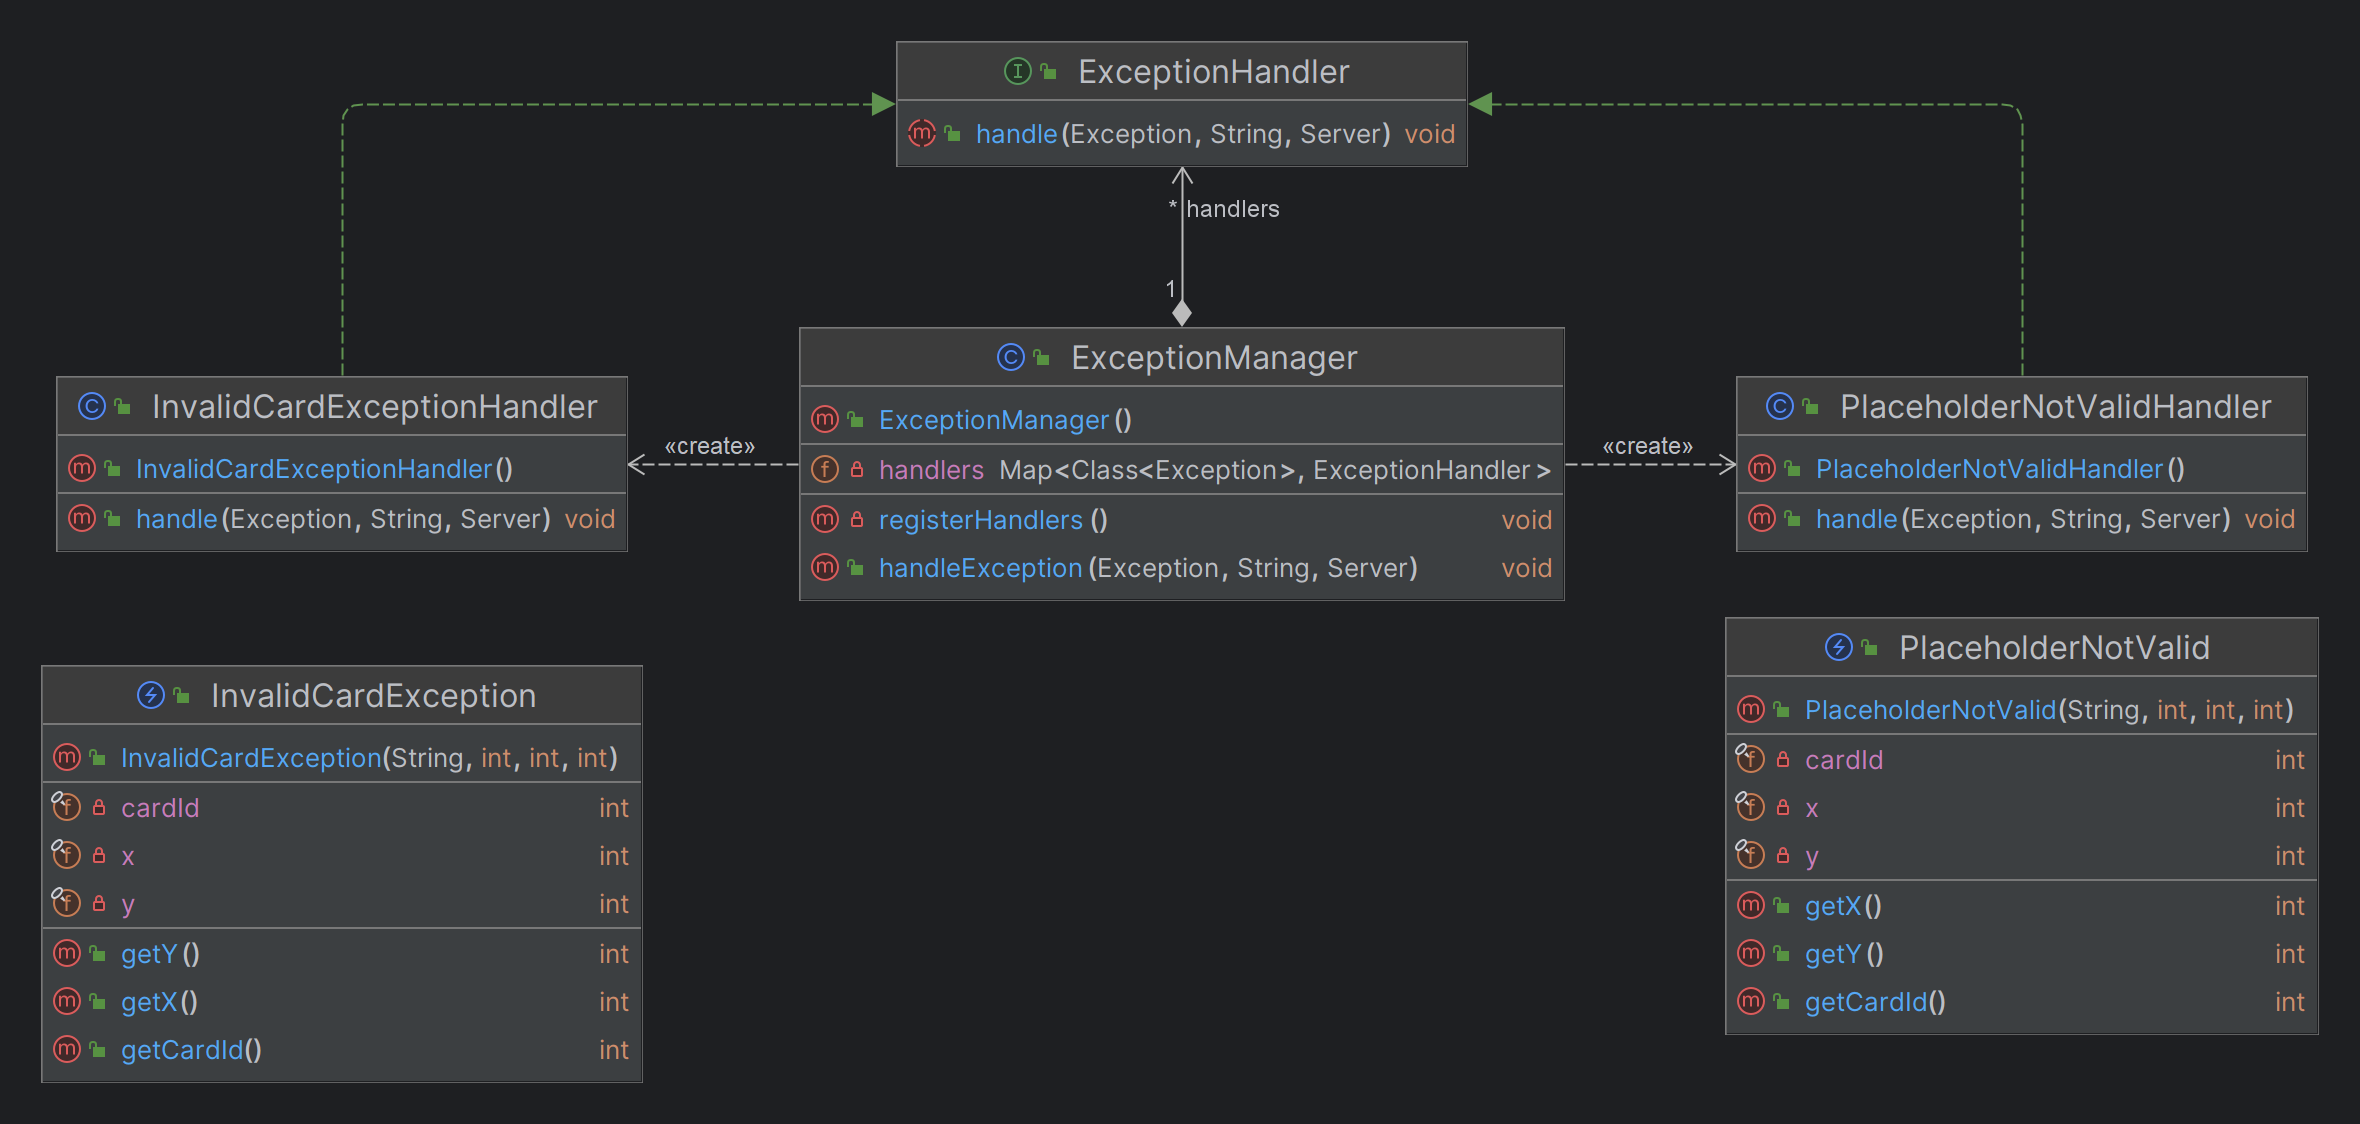 ExceptionHandler
handle(Exception, String, Server) void
* handlers
1
ExceptionManager
ExceptionManager()
handlers Map<Class<Exception>, ExceptionHandler>
registerHandlers() void
handleException(Exception, String, Server) void
«create»
«create»
InvalidCardExceptionHandler
InvalidCardExceptionHandler()
handle(Exception, String, Server) void
PlaceholderNotValidHandler
PlaceholderNotValidHandler()
handle(Exception, String, Server) void
InvalidCardException
InvalidCardException(String, int, int, int)
cardId int
x int
y int
getY() int
getX() int
getCardId() int
PlaceholderNotValid
PlaceholderNotValid(String, int, int, int)
cardId int
x int
y int
getX() int
getY() int
getCardId() int